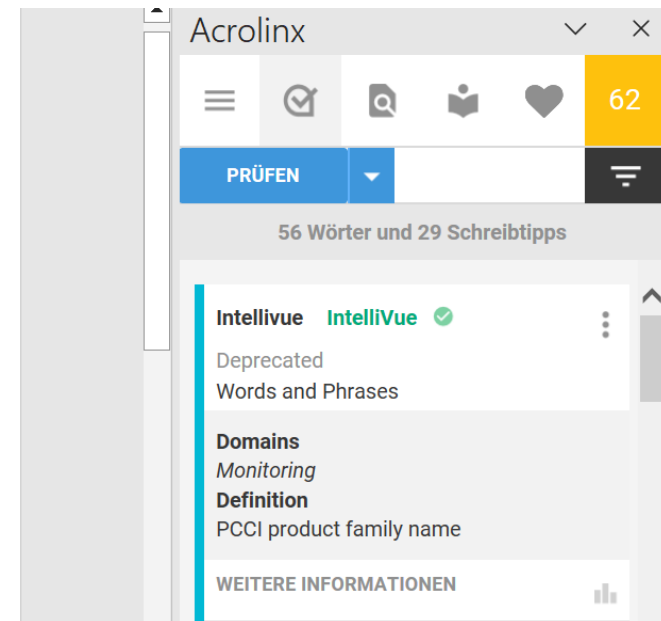 Acrolinx
62
PRÜFEN
56 Wörter und 29 Schreibtipps
Intellivue IntelliVue
Deprecated
Words and Phrases
Domains
Monitoring
Definition
PCCI product family name
WEITERE INFORMATIONEN